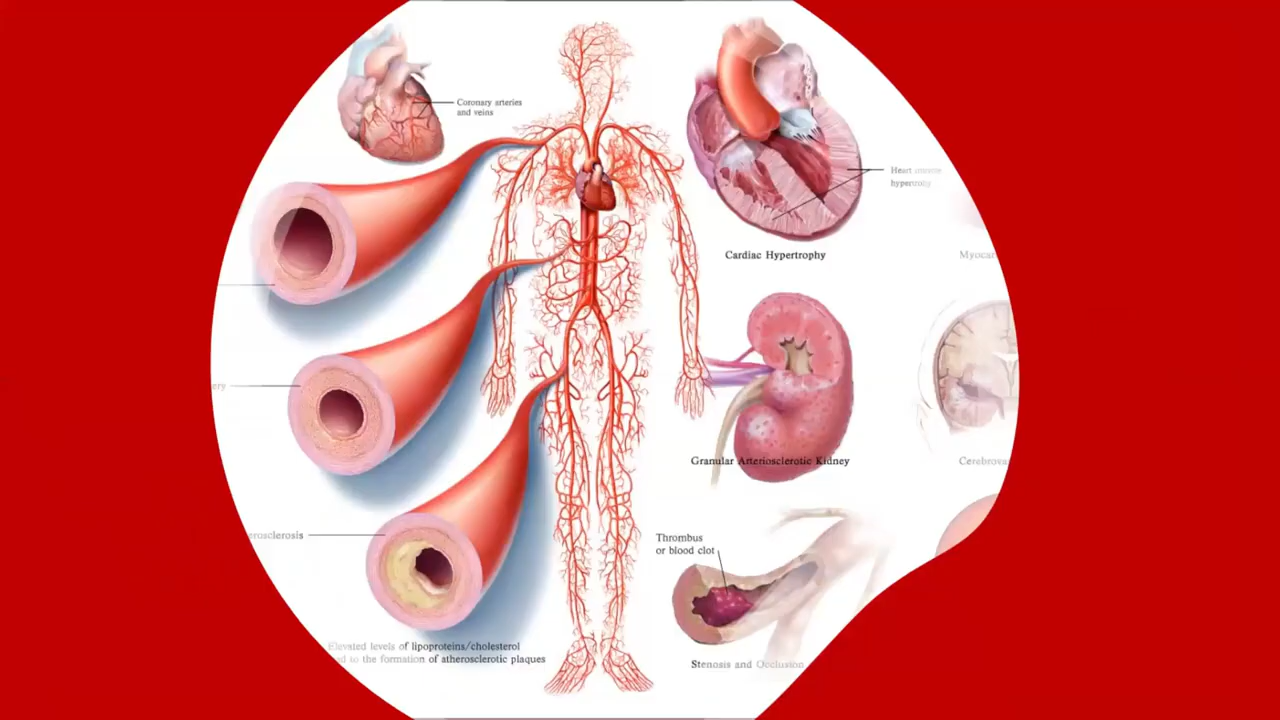 Coronary arteries
and veins
Heart muscle
hypertrophy
Cardiac Hypertrophy
Myocar
ery
Granular Arteriosclerotic Kidney
Cerebrova
erosclerosis
Thrombus
or blood clot
Elevated levels of lipoproteins/cholesterol
to the formation of atherosclerotic plaques
Stenosis and Occlusion